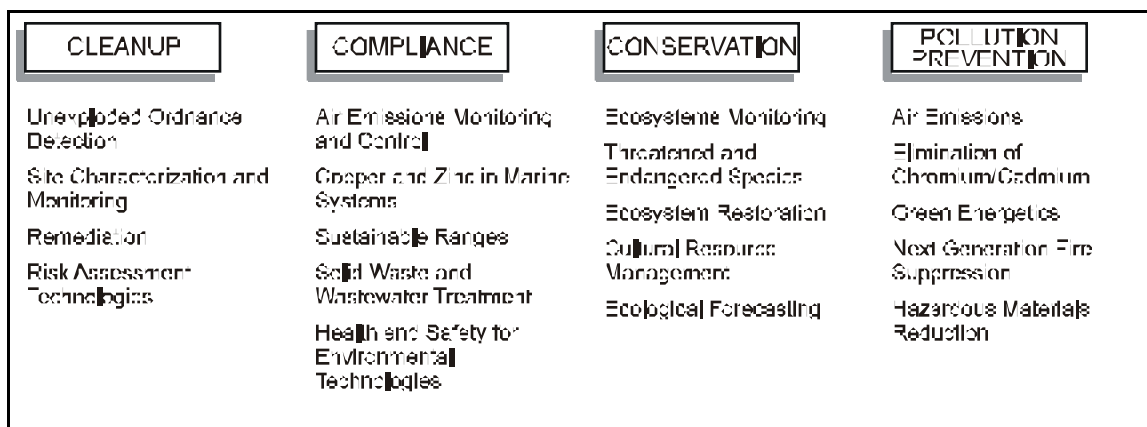 CLEANUP
Unexploded Ordnance
Detection
Site Characterization and
Monitoring
Remediation
Risk Assessment
Technologies
COMPLIANCE
Air Emissions Monitoring
and Control
Copper and Zinc in Marine
Systems
Sustainable Ranges
Solid Waste and
Wastewater Treatment
Health and Safety for
Environmental
Technologies
CONSERVATION
Ecosystems Monitoring
Threatened and
Endangered Species
Ecosystem Restoration
Cultural Resource
Management
Ecological Forecasting
POLLUTION
PREVENTION
Air Emissions
Elimination of
Chromium/Cadmium
Green Energetics
Next Generation Fire
Suppression
Hazardous Materials
Reduction